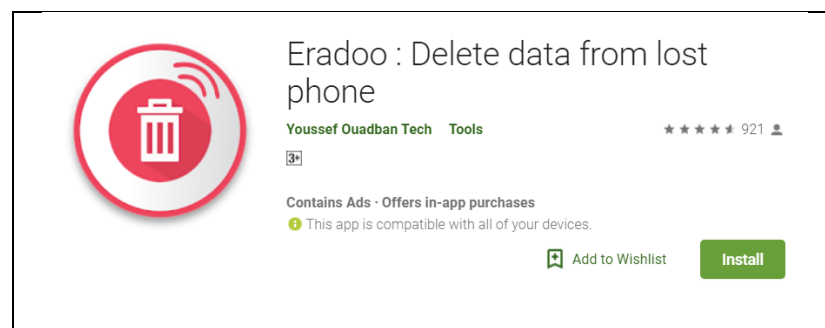 Eradoo : Delete data from lost
phone
Youssef Ouadban Tech Tools 921
3+
Contains Ads · Offers in-app purchases
This app is compatible with all of your devices.
Add to Wishlist Install